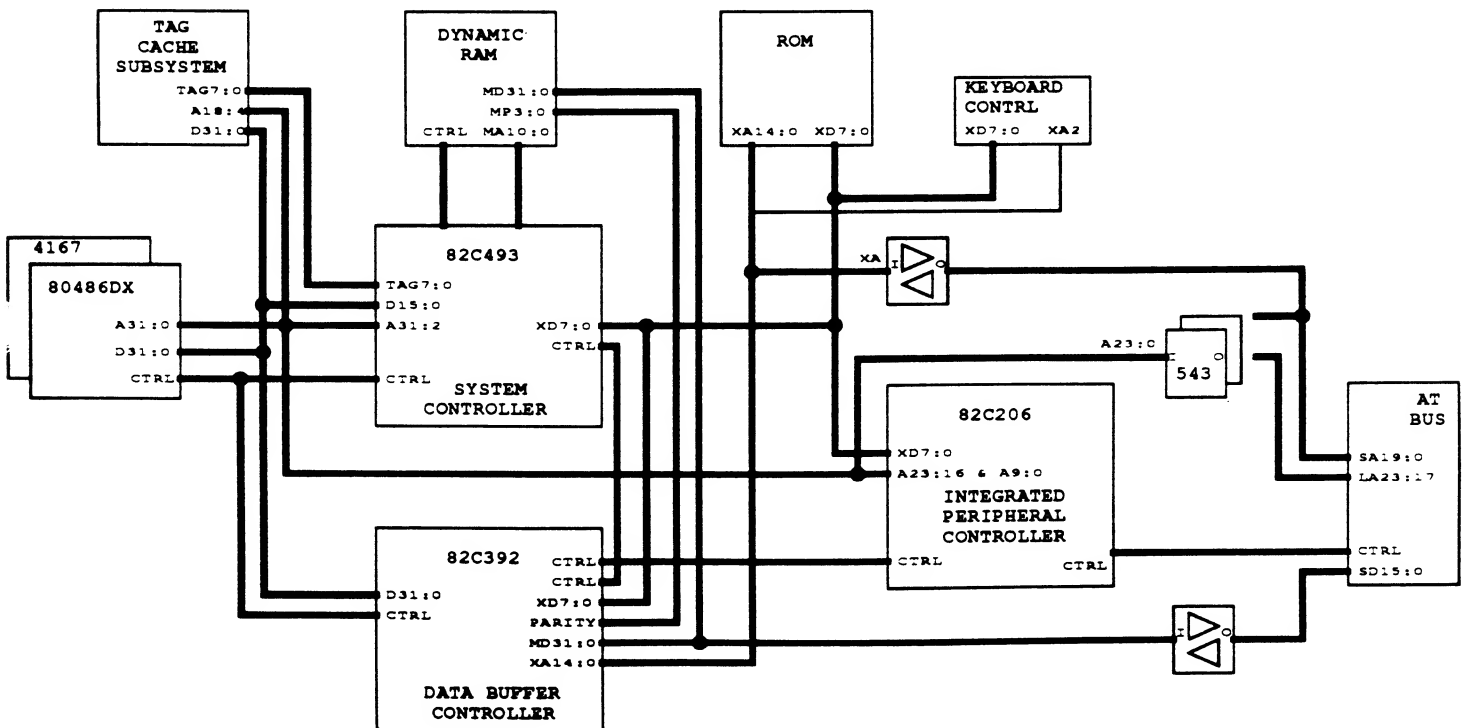 TAG
CACHE
SUBSYSTEM
TAG7:0
A18:4
D31:0
DYNAMIC
RAM
MD31:0
MP3:0
CTRL MA10:0
ROM
XA14:0 XD7:0
KEYBOARD
CONTRL
XD7:0 XA2
4167
80486DX
A31:0
D31:0
CTRL
82C493
TAG7:0
D15:0
A31:2
XD7:0
CTRL
CTRL
SYSTEM
CONTROLLER
XA
I
O
A23:0
I
O
543
82C206
XD7:0
A23:16 & A9:0
INTEGRATED
PERIPHERAL
CONTROLLER
CTRL
CTRL
AT
BUS
SA19:0
LA23:17
CTRL
SD15:0
82C392
CTRL
CTRL
D31:0
XD7:0
CTRL
PARITY
MD31:0
XA14:0
DATA BUFFER
CONTROLLER
I
O